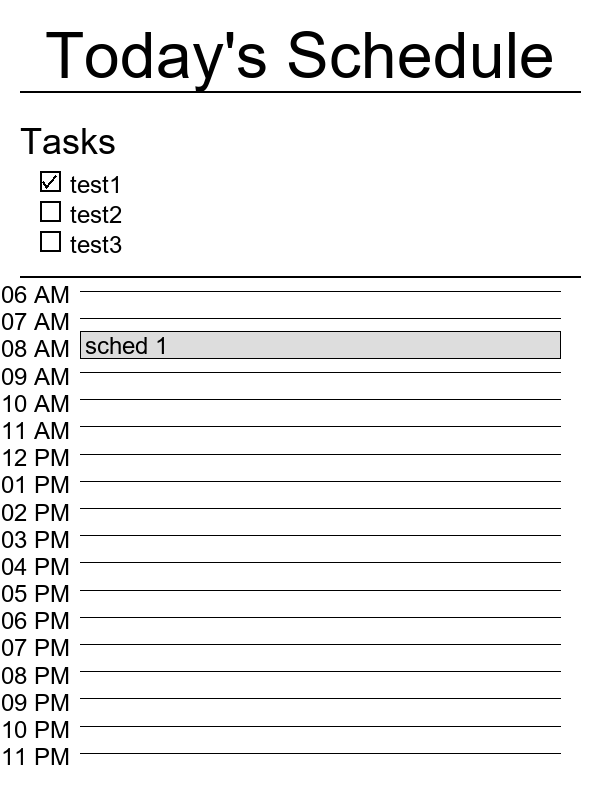 Today's Schedule
Tasks
test1
test2
test3
06 AM
07 AM
08 AM sched 1
09 AM
10 AM
11 AM
12 PM
01 PM
02 PM
03 PM
04 PM
05 PM
06 PM
07 PM
08 PM
09 PM
10 PM
11 PM